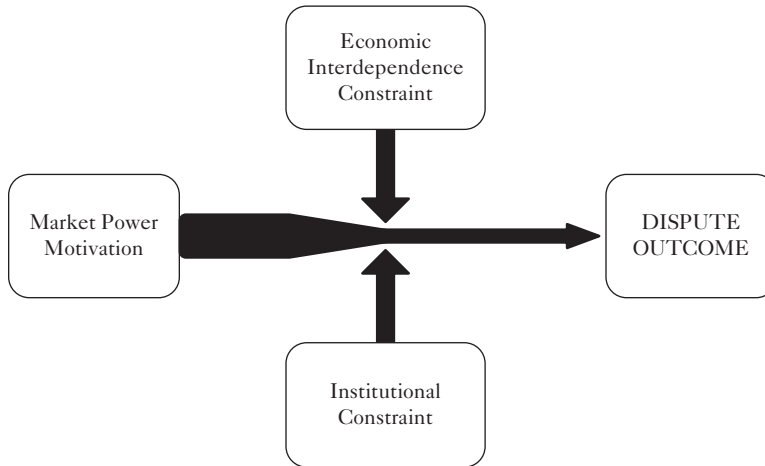 Economic
Interdependence
Constraint
Market Power
Motivation
DISPUTE
OUTCOME
Institutional
Constraint